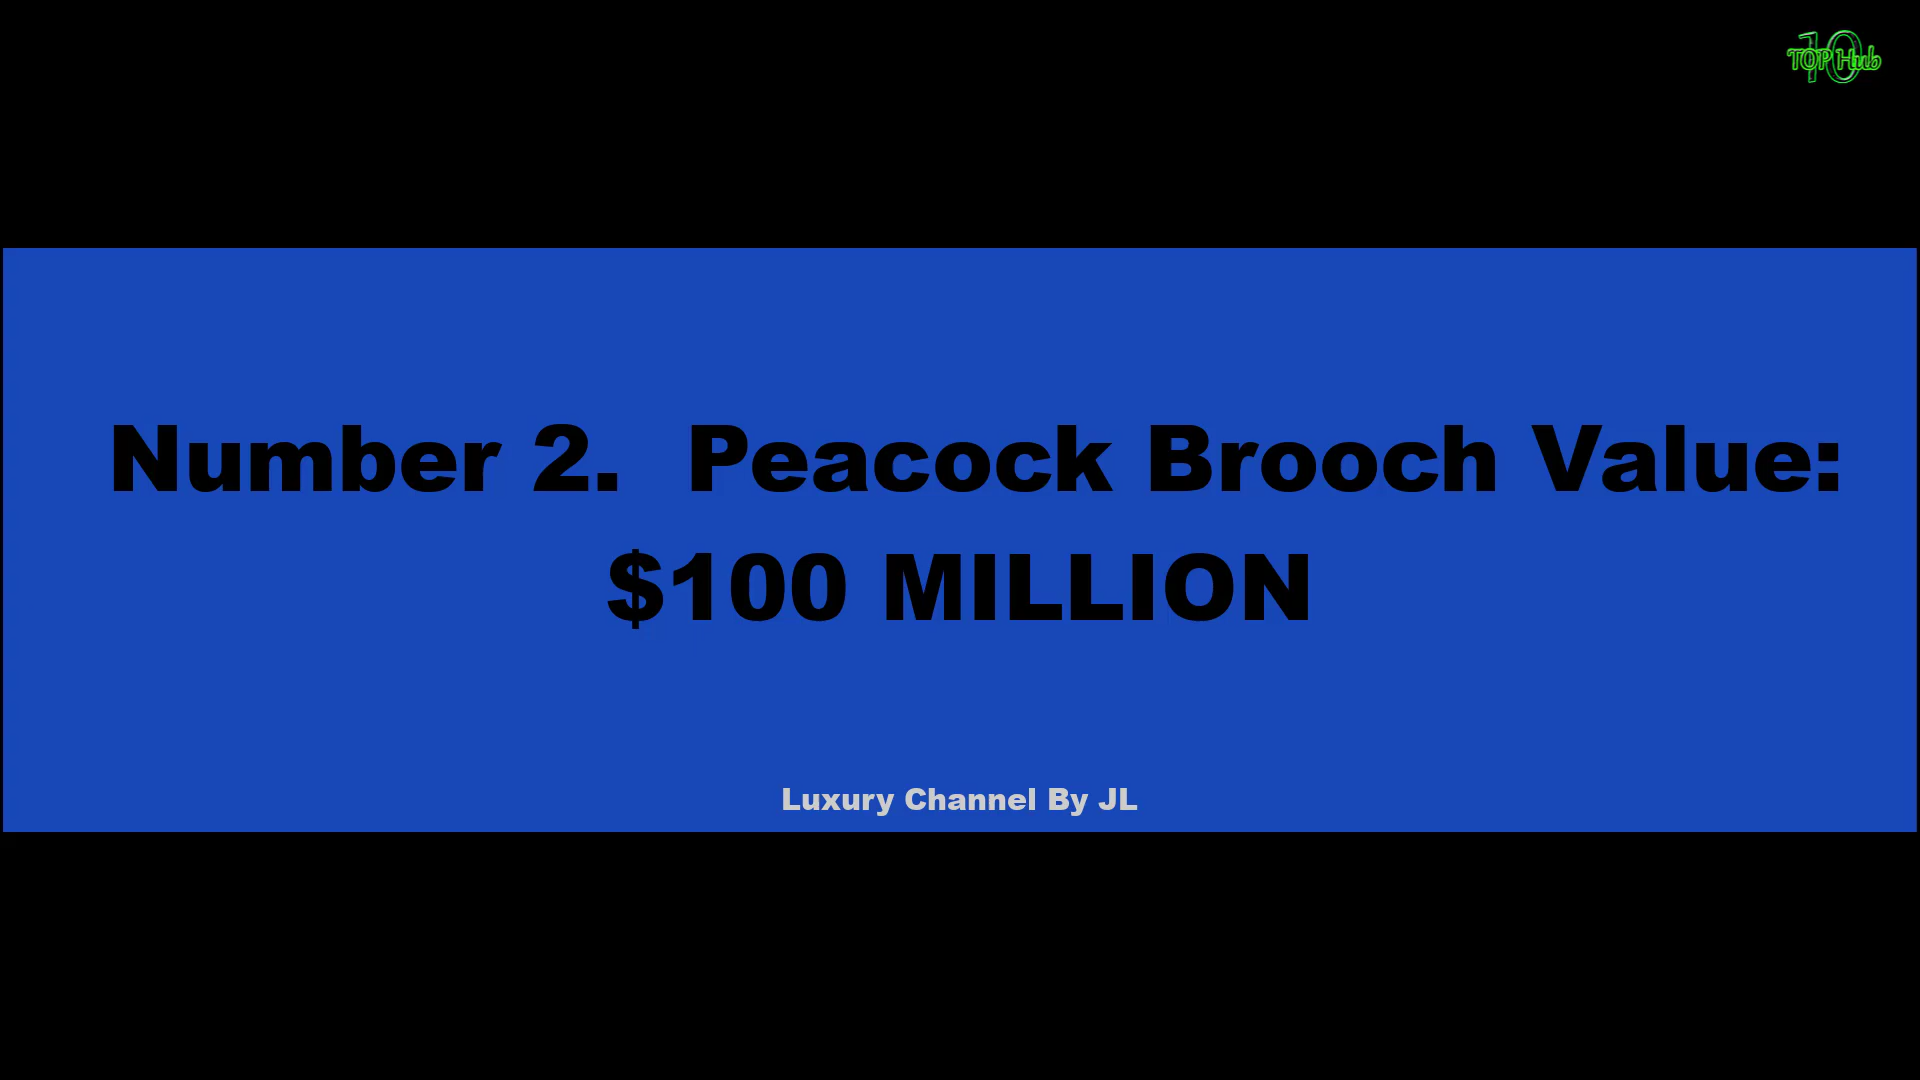 10
TOP Hub
Number 2.  Peacock Brooch Value:
$100 MILLION
Luxury Channel By JL